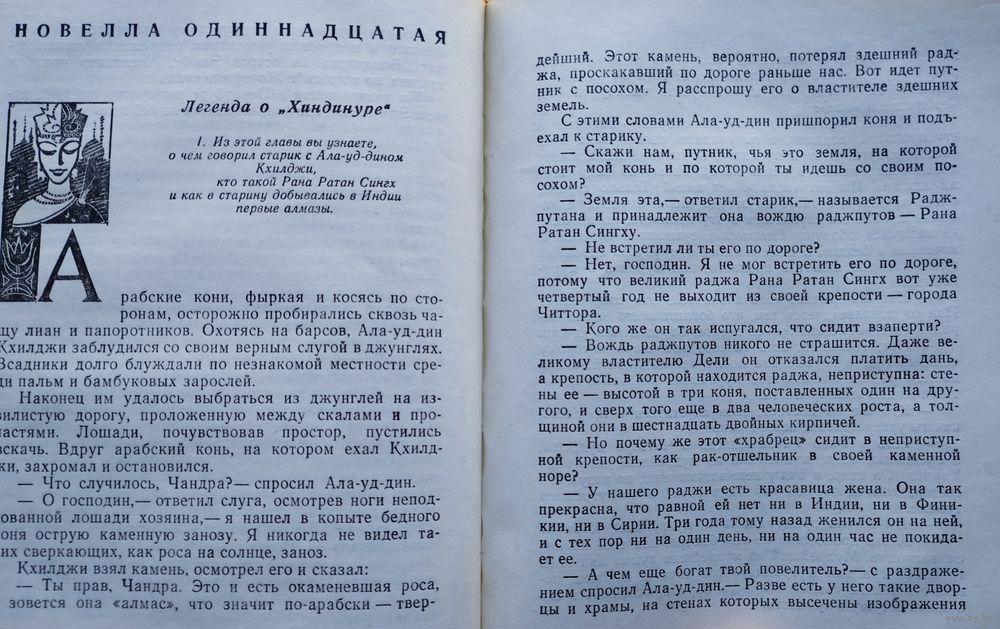 НОВЕЛЛА ОДИННАДЦАТАЯ
Легенда о „Хиндинуре“
1. Из этой главы вы узнаете,
о чем говорил старик с Ала-уд-дином
Кхилджи,
кто такой Рана Ратан Сингх
и как в старину добывались в Индии
первые алмазы.
А
рабские кони, фыркая и косясь по сто-
ронам, осторожно пробирались сквозь ча-
щу лиан и папоротников. Охотясь на барсов, Ала-уд-дин
Кхилджи заблудился со своим верным слугой в джунглях.
Всадники долго блуждали по незнакомой местности сре-
ди пальм и бамбуковых зарослей.
Наконец им удалось выбраться из джунглей на из-
вилистую дорогу, проложенную между скалами и про-
пастями. Лошади, почувствовав простор, пустились
вскачь. Вдруг арабский конь, на котором ехал Кхилд-
жи, захромал и остановился.
— Что случилось, Чандра?— спросил Ала-уд-дин.
— О господин,— ответил слуга, осмотрев ноги непод-
кованной лошади хозяина,— я нашел в копыте бедного
коня острую каменную занозу. Я никогда не видел та-
ких сверкающих, как роса на солнце, заноз.
Кхилджи взял камень, осмотрел его и сказал:
— Ты прав, Чандра. Это и есть окаменевшая роса,
зовется она «алмас», что значит по-арабски — твер-
дейший. Этот камень, вероятно, потерял здешний рад-
жа, проскакавший по дороге раньше нас. Вот идет пут-
ник с посохом. Я расспрошу его о властителе здешних
земель.
С этими словами Ала-уд-дин пришпорил коня и подъ-
ехал к старику.
— Скажи нам, путник, чья это земля, на которой
стоит мой конь и по которой ты идешь со своим по-
сохом?
— Земля эта,— ответил старик,— называется Радж-
путана и принадлежит она вождю раджпутов — Рана
Ратан Сингху.
— Не встретил ли ты его по дороге?
— Нет, господин. Я не мог встретить его по дороге,
потому что великий раджа Рана Ратан Сингх вот уже
четвертый год не выходит из своей крепости — города
Читтора.
— Кого же он так испугался, что сидит взаперти?
— Вождь раджпутов никого не страшится. Даже ве-
ликому властителю Дели он отказался платить дань,
а крепость, в которой находится раджа, неприступна: сте-
ны ее — высотой в три коня, поставленных один на дру-
гого, и сверх того еще в два человеческих роста, а тол-
щиной они в шестнадцать двойных кирпичей.
— Но почему же этот «храбрец» сидит в неприступ-
ной крепости, как рак-отшельник в своей каменной
норе?
— У нашего раджи есть красавица жена. Она так
прекрасна, что равной ей нет ни в Индии, ни в Фини-
кии, ни в Сирии. Три года тому назад женился он на ней,
и с тех пор ни на один день, ни на один час не покида-
ет ее.
— А чем еще богат твой повелитель?— с раздраже-
нием спросил Ала-уд-дин.— Разве есть у него такие двор-
цы и храмы, на стенах которых высечены изображения
www.ay.by